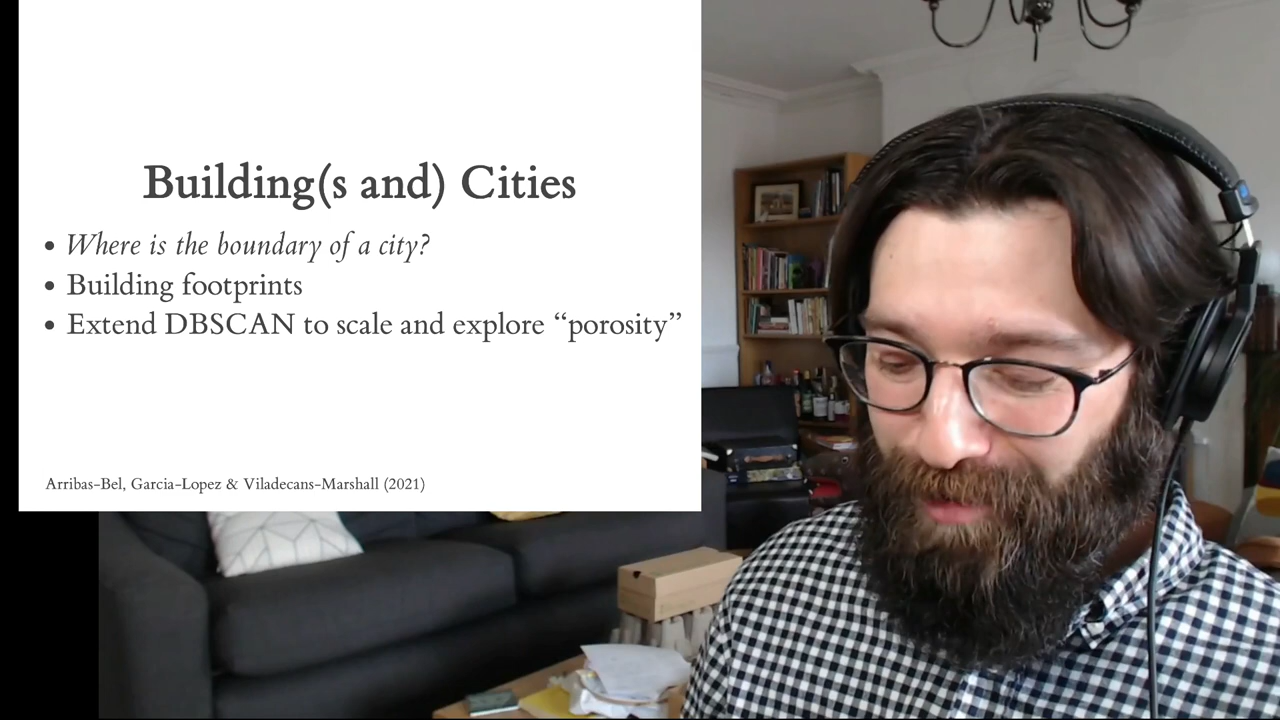 Building(s and) Cities
• Where is the boundary of a city?
• Building footprints
• Extend DBSCAN to scale and explore “porosity”
Arribas-Bel, Garcia-Lopez & Viladecans-Marshall (2021)